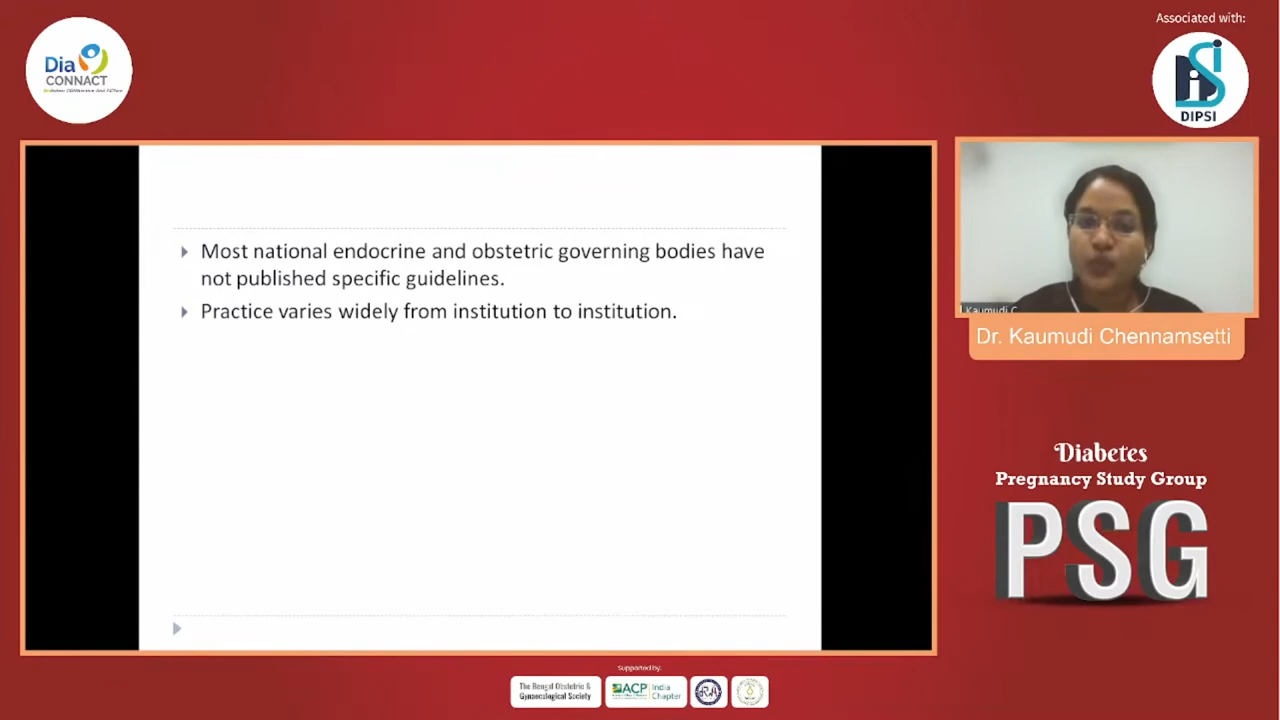 Associated with:
Dia
CONNACT
DiSi
DIPSI
Most national endocrine and obstetric governing bodies have
not published specific guidelines.
Practice varies widely from institution to institution.
Kaumudi C
Dr. Kaumudi Chennamsetti
Diabetes
Pregnancy Study Group
PSG
Supported by:
The Bengal Obstetric &
Gynaecological Society
ACP
India
Chapter